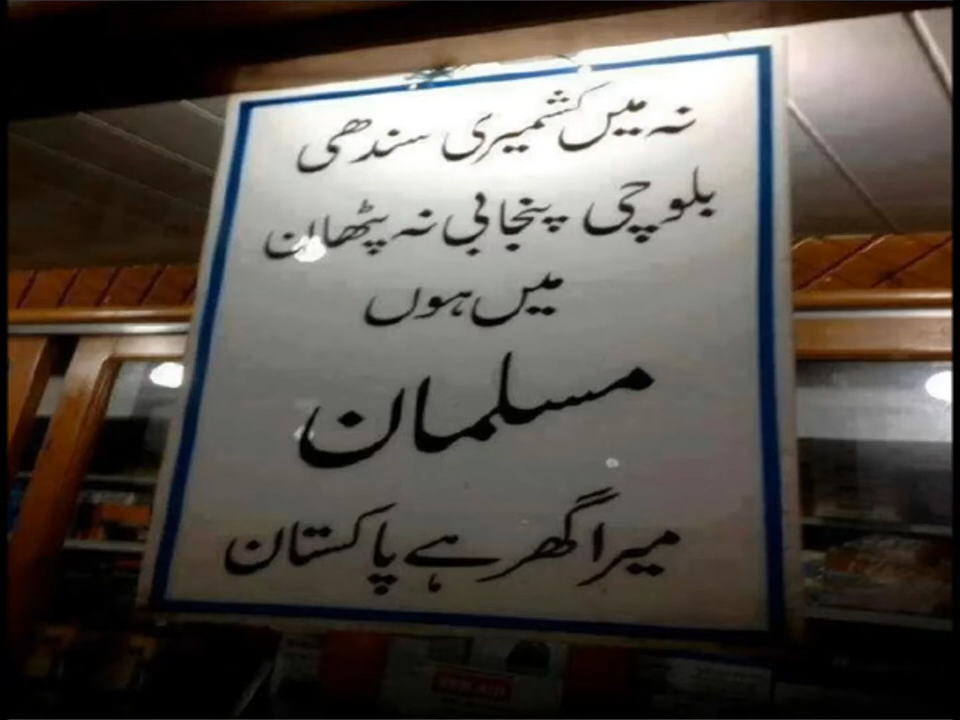 نہ میں کشمیری سندھی
بلوچی پنجابی نہ پٹھان
میں ہوں
مسلمان
میرا گھر ہے پاکستان